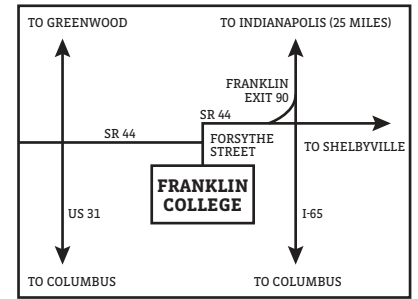 TO GREENWOOD
TO INDIANAPOLIS (25 MILES)
FRANKLIN
EXIT 90
SR 44
SR 44
FORSYTHE
STREET
TO SHELBYVILLE
FRANKLIN
COLLEGE
US 31
I-65
TO COLUMBUS
TO COLUMBUS